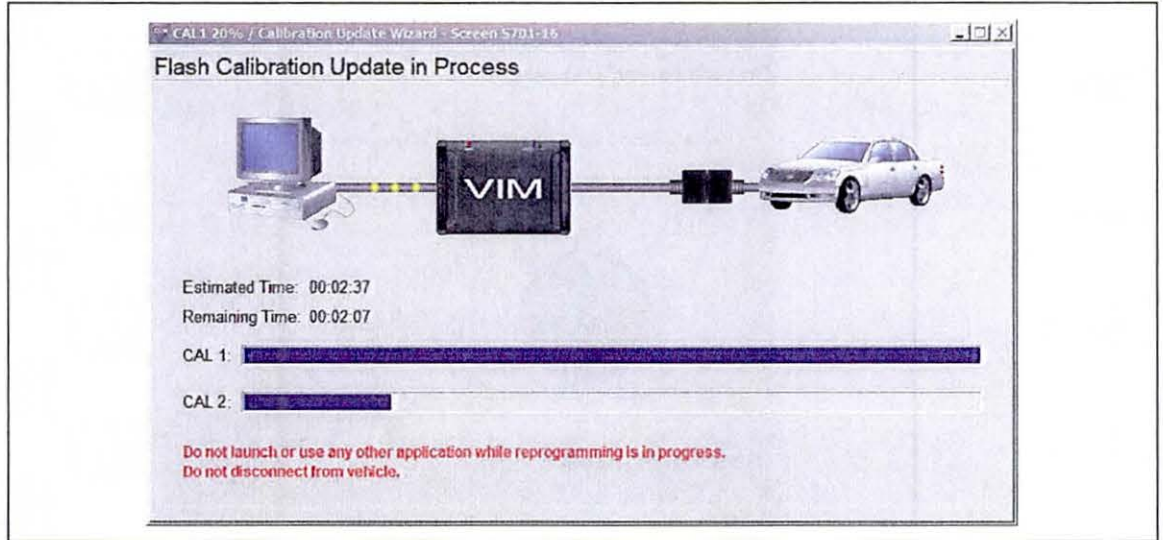 CAL1 20% / Calibration Update Wizard - Screen S701-16
Flash Calibration Update in Process
VIM
Estimated Time: 00:02:37
Remaining Time: 00:02:07
CAL 1:
CAL 2:
Do not launch or use any other application while reprogramming is in progress.
Do not disconnect from vehicle.